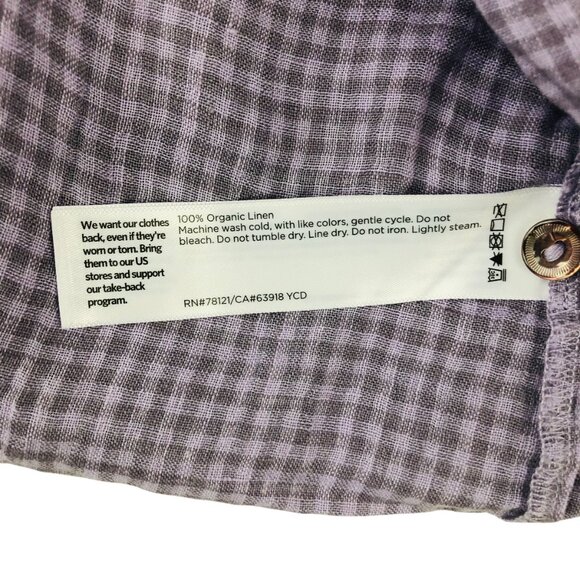 We want our clothes
back, even if they're
worn or torn. Bring
them to our US
stores and support
our take-back
program.
100% Organic Linen
Machine wash cold, with like colors, gentle cycle. Do not
bleach. Do not tumble dry. Line dry. Do not iron. Lightly steam.
RN#78121/CA#63918 YCD